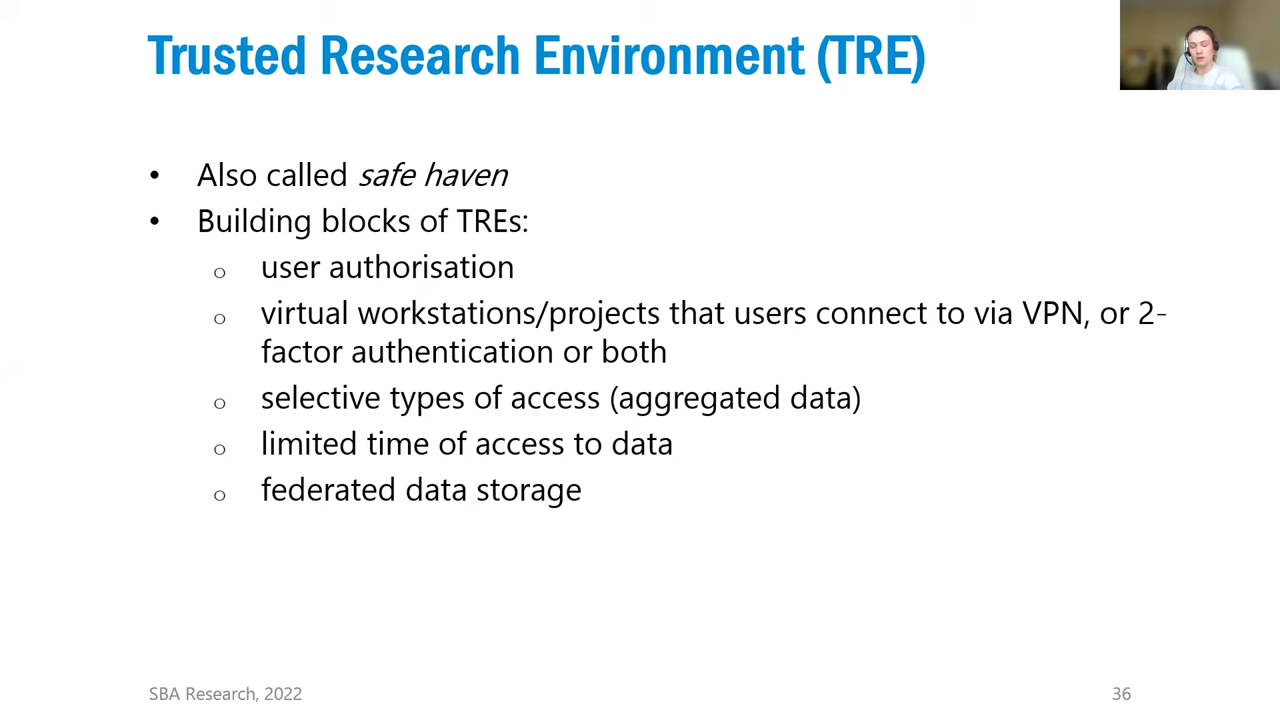 Trusted Research Environment (TRE)
• Also called safe haven
• Building blocks of TREs:
o user authorisation
o virtual workstations/projects that users connect to via VPN, or 2-
factor authentication or both
o selective types of access (aggregated data)
o limited time of access to data
o federated data storage
SBA Research, 2022
36